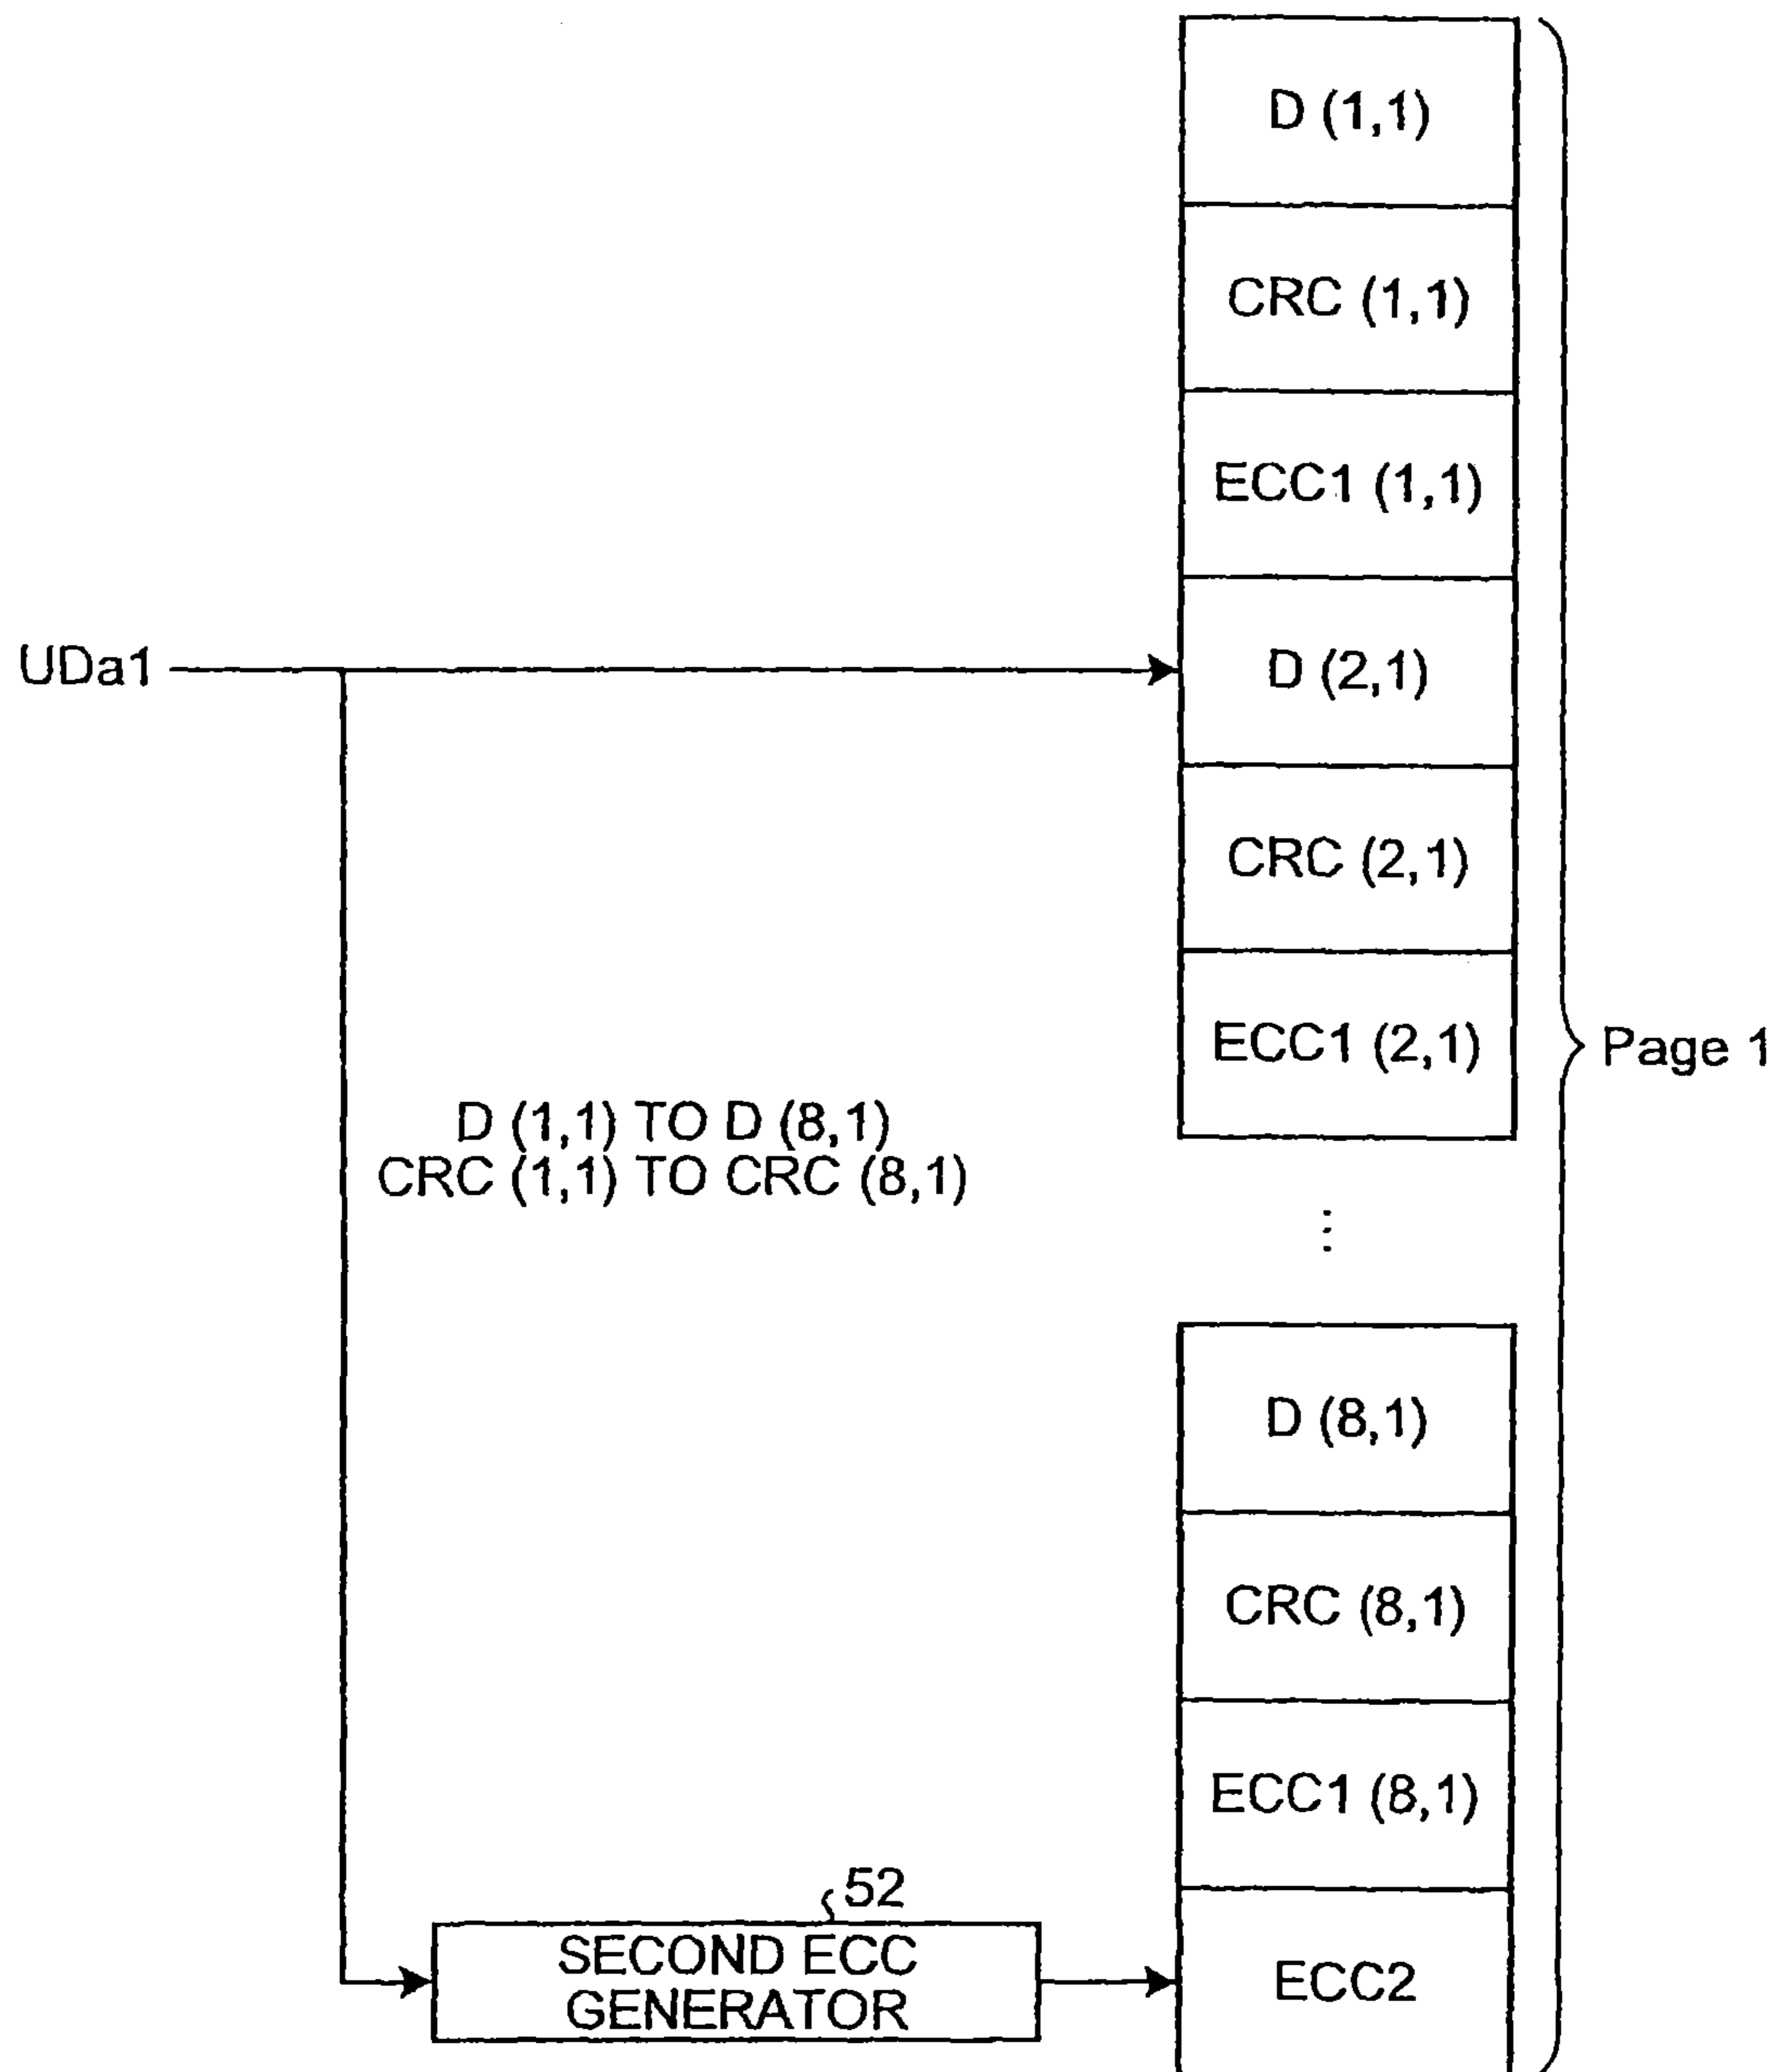 D (1,1)
CRC (1,1)
ECC1 (1,1)
UDa1
D (2,1)
CRC (2,1)
ECC1 (2,1)
Page 1
D (1,1) TO D (8,1)
CRC (1,1) TO CRC (8,1)
⋮
D (8,1)
CRC (8,1)
ECC1 (8,1)
52
SECOND ECC
GENERATOR
ECC2